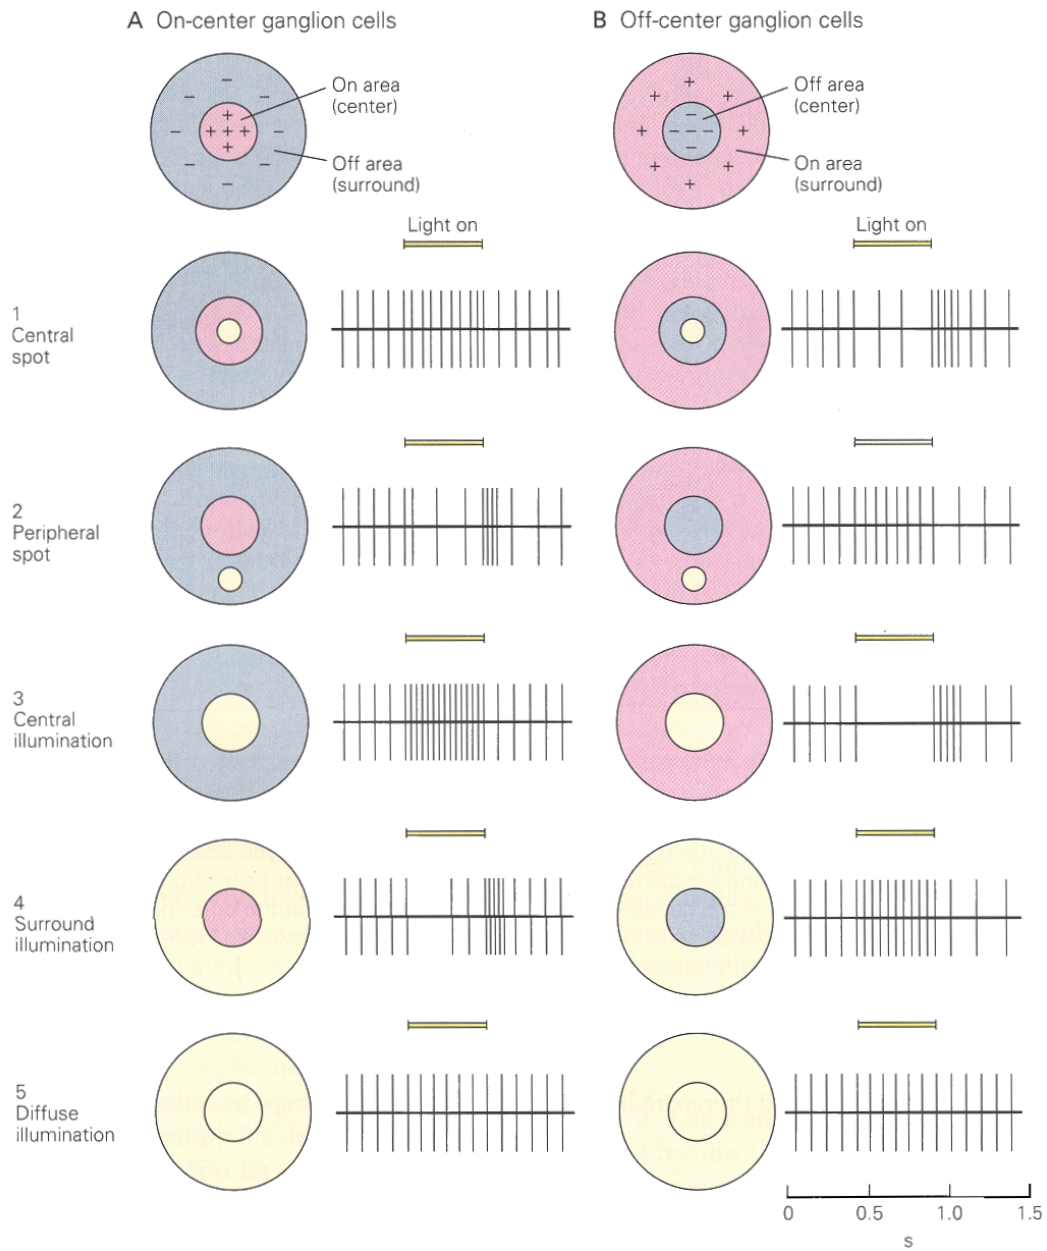 A On-center ganglion cells
B Off-center ganglion cells
On area
(center)
Off area
(surround)
Off area
(center)
On area
(surround)
Light on
Light on
1
Central
spot
2
Peripheral
spot
3
Central
illumination
4
Surround
illumination
5
Diffuse
illumination
0 0.5 1.0 1.5
s